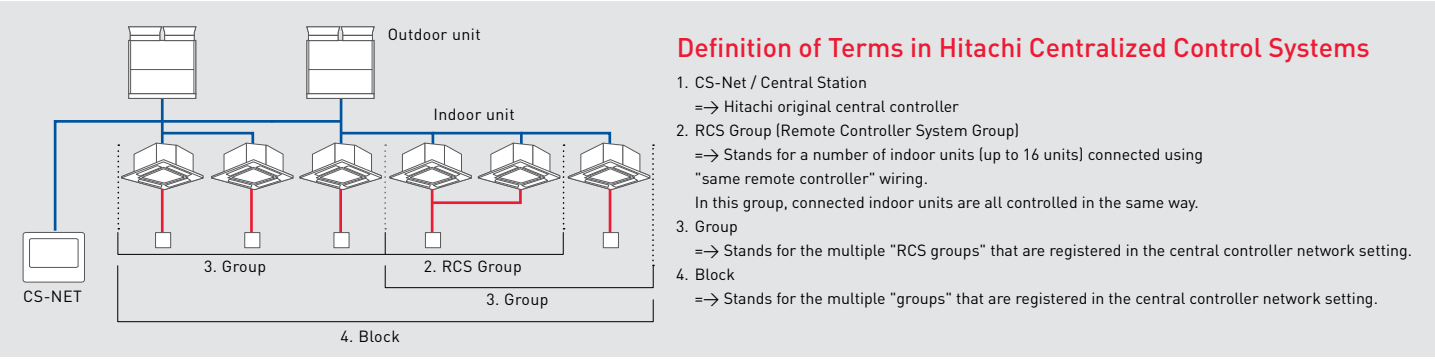 Outdoor unit
Indoor unit
CS-NET
3. Group
2. RCS Group
3. Group
4. Block
Definition of Terms in Hitachi Centralized Control Systems
1. CS-Net / Central Station
=-> Hitachi original central controller
2. RCS Group (Remote Controller System Group)
=-> Stands for a number of indoor units (up to 16 units) connected using
"same remote controller" wiring.
In this group, connected indoor units are all controlled in the same way.
3. Group
=-> Stands for the multiple "RCS groups" that are registered in the central controller network setting.
4. Block
=-> Stands for the multiple "groups" that are registered in the central controller network setting.